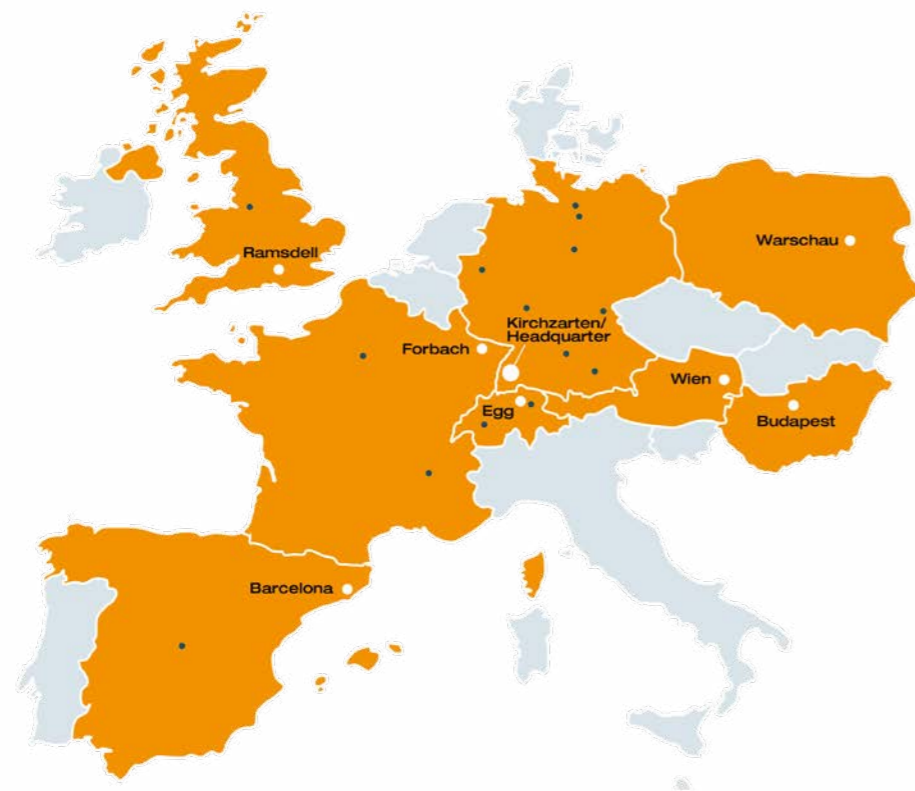 Ramsdell
Warschau
Kirchzarten/
Headquarter
Forbach
Wien
Egg
Budapest
Barcelona